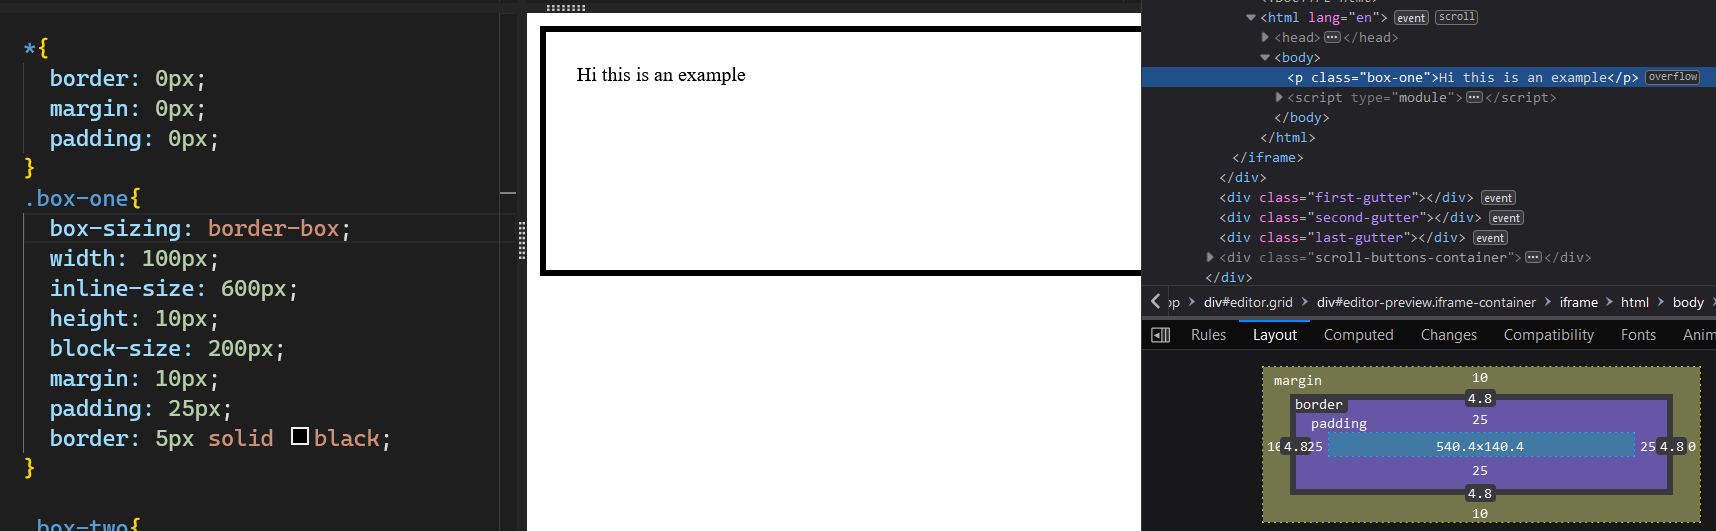 *{
border: 0px;
margin: 0px;
padding: 0px;
}
.box-one{
box-sizing: border-box;
width: 100px;
inline-size: 600px;
height: 10px;
block-size: 200px;
margin: 10px;
padding: 25px;
border: 5px solid black;
}
.box-two{
Hi this is an example
<html lang="en"> event scroll
<head></head>
<body>
<p class="box-one">Hi this is an example</p> overflow
<script type="module"></script>
</body>
</html>
</iframe>
</div>
<div class="first-gutter"></div> event
<div class="second-gutter"></div> event
<div class="last-gutter"></div> event
<div class="scroll-buttons-container"></div>
</div>
div#editor.grid div#editor-preview.iframe-container iframe html body
Rules Layout Computed Changes Compatibility Fonts Anim
margin 10
border 4.8
padding 25
4.8 25 540.4×140.4 25 4.8
25
4.8
10